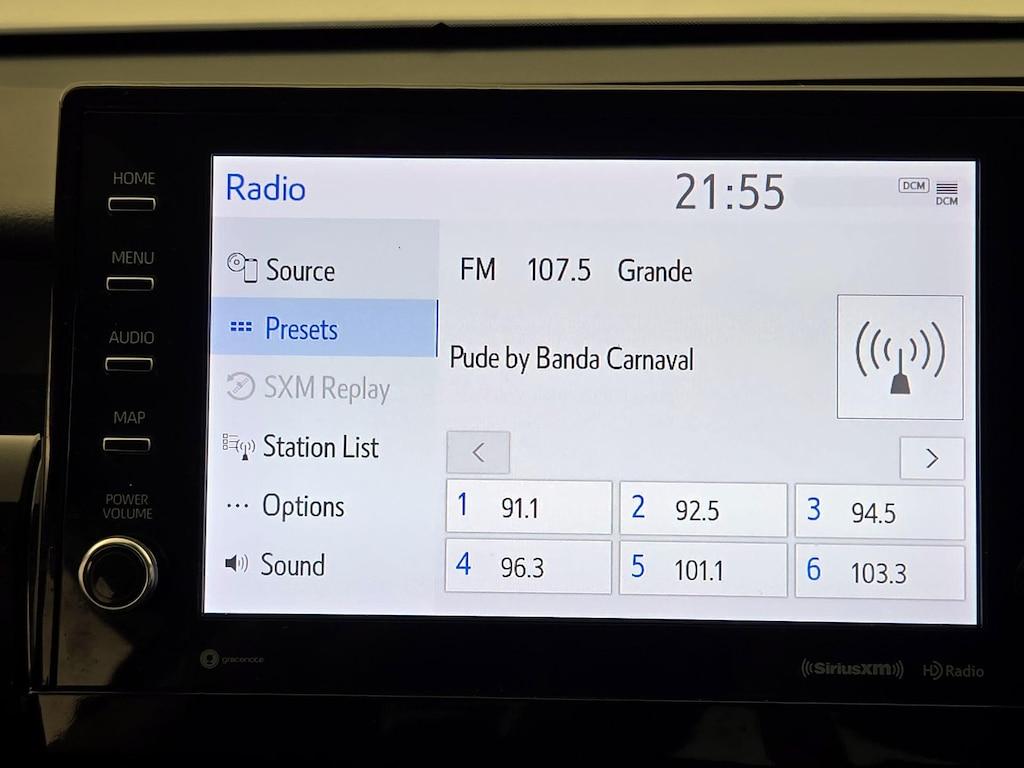 HOME
MENU
AUDIO
MAP
POWER
VOLUME
Radio
21:55
DCM
DCM
Source
Presets
SXM Replay
Station List
Options
Sound
FM 107.5 Grande
Pude by Banda Carnaval
< >
1 91.1 2 92.5 3 94.5
4 96.3 5 101.1 6 103.3
gracenote
SiriusXM HD Radio